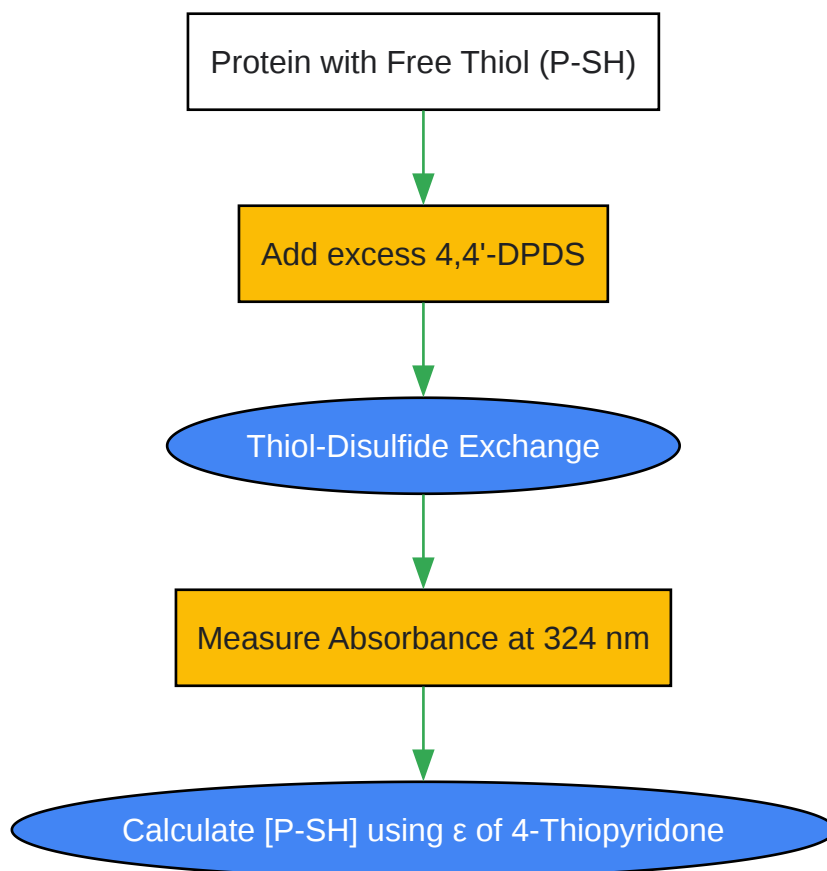 Protein with Free Thiol (P-SH)
Add excess 4,4'-DPDS
Thiol-Disulfide Exchange
Measure Absorbance at 324 nm
Calculate [P-SH] using ε of 4-Thiopyridone